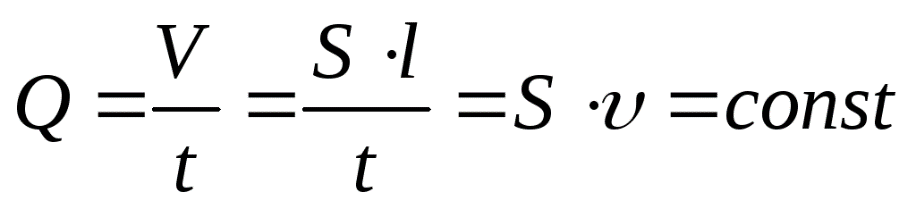 Q = V/t = S · l/t = S · υ = const